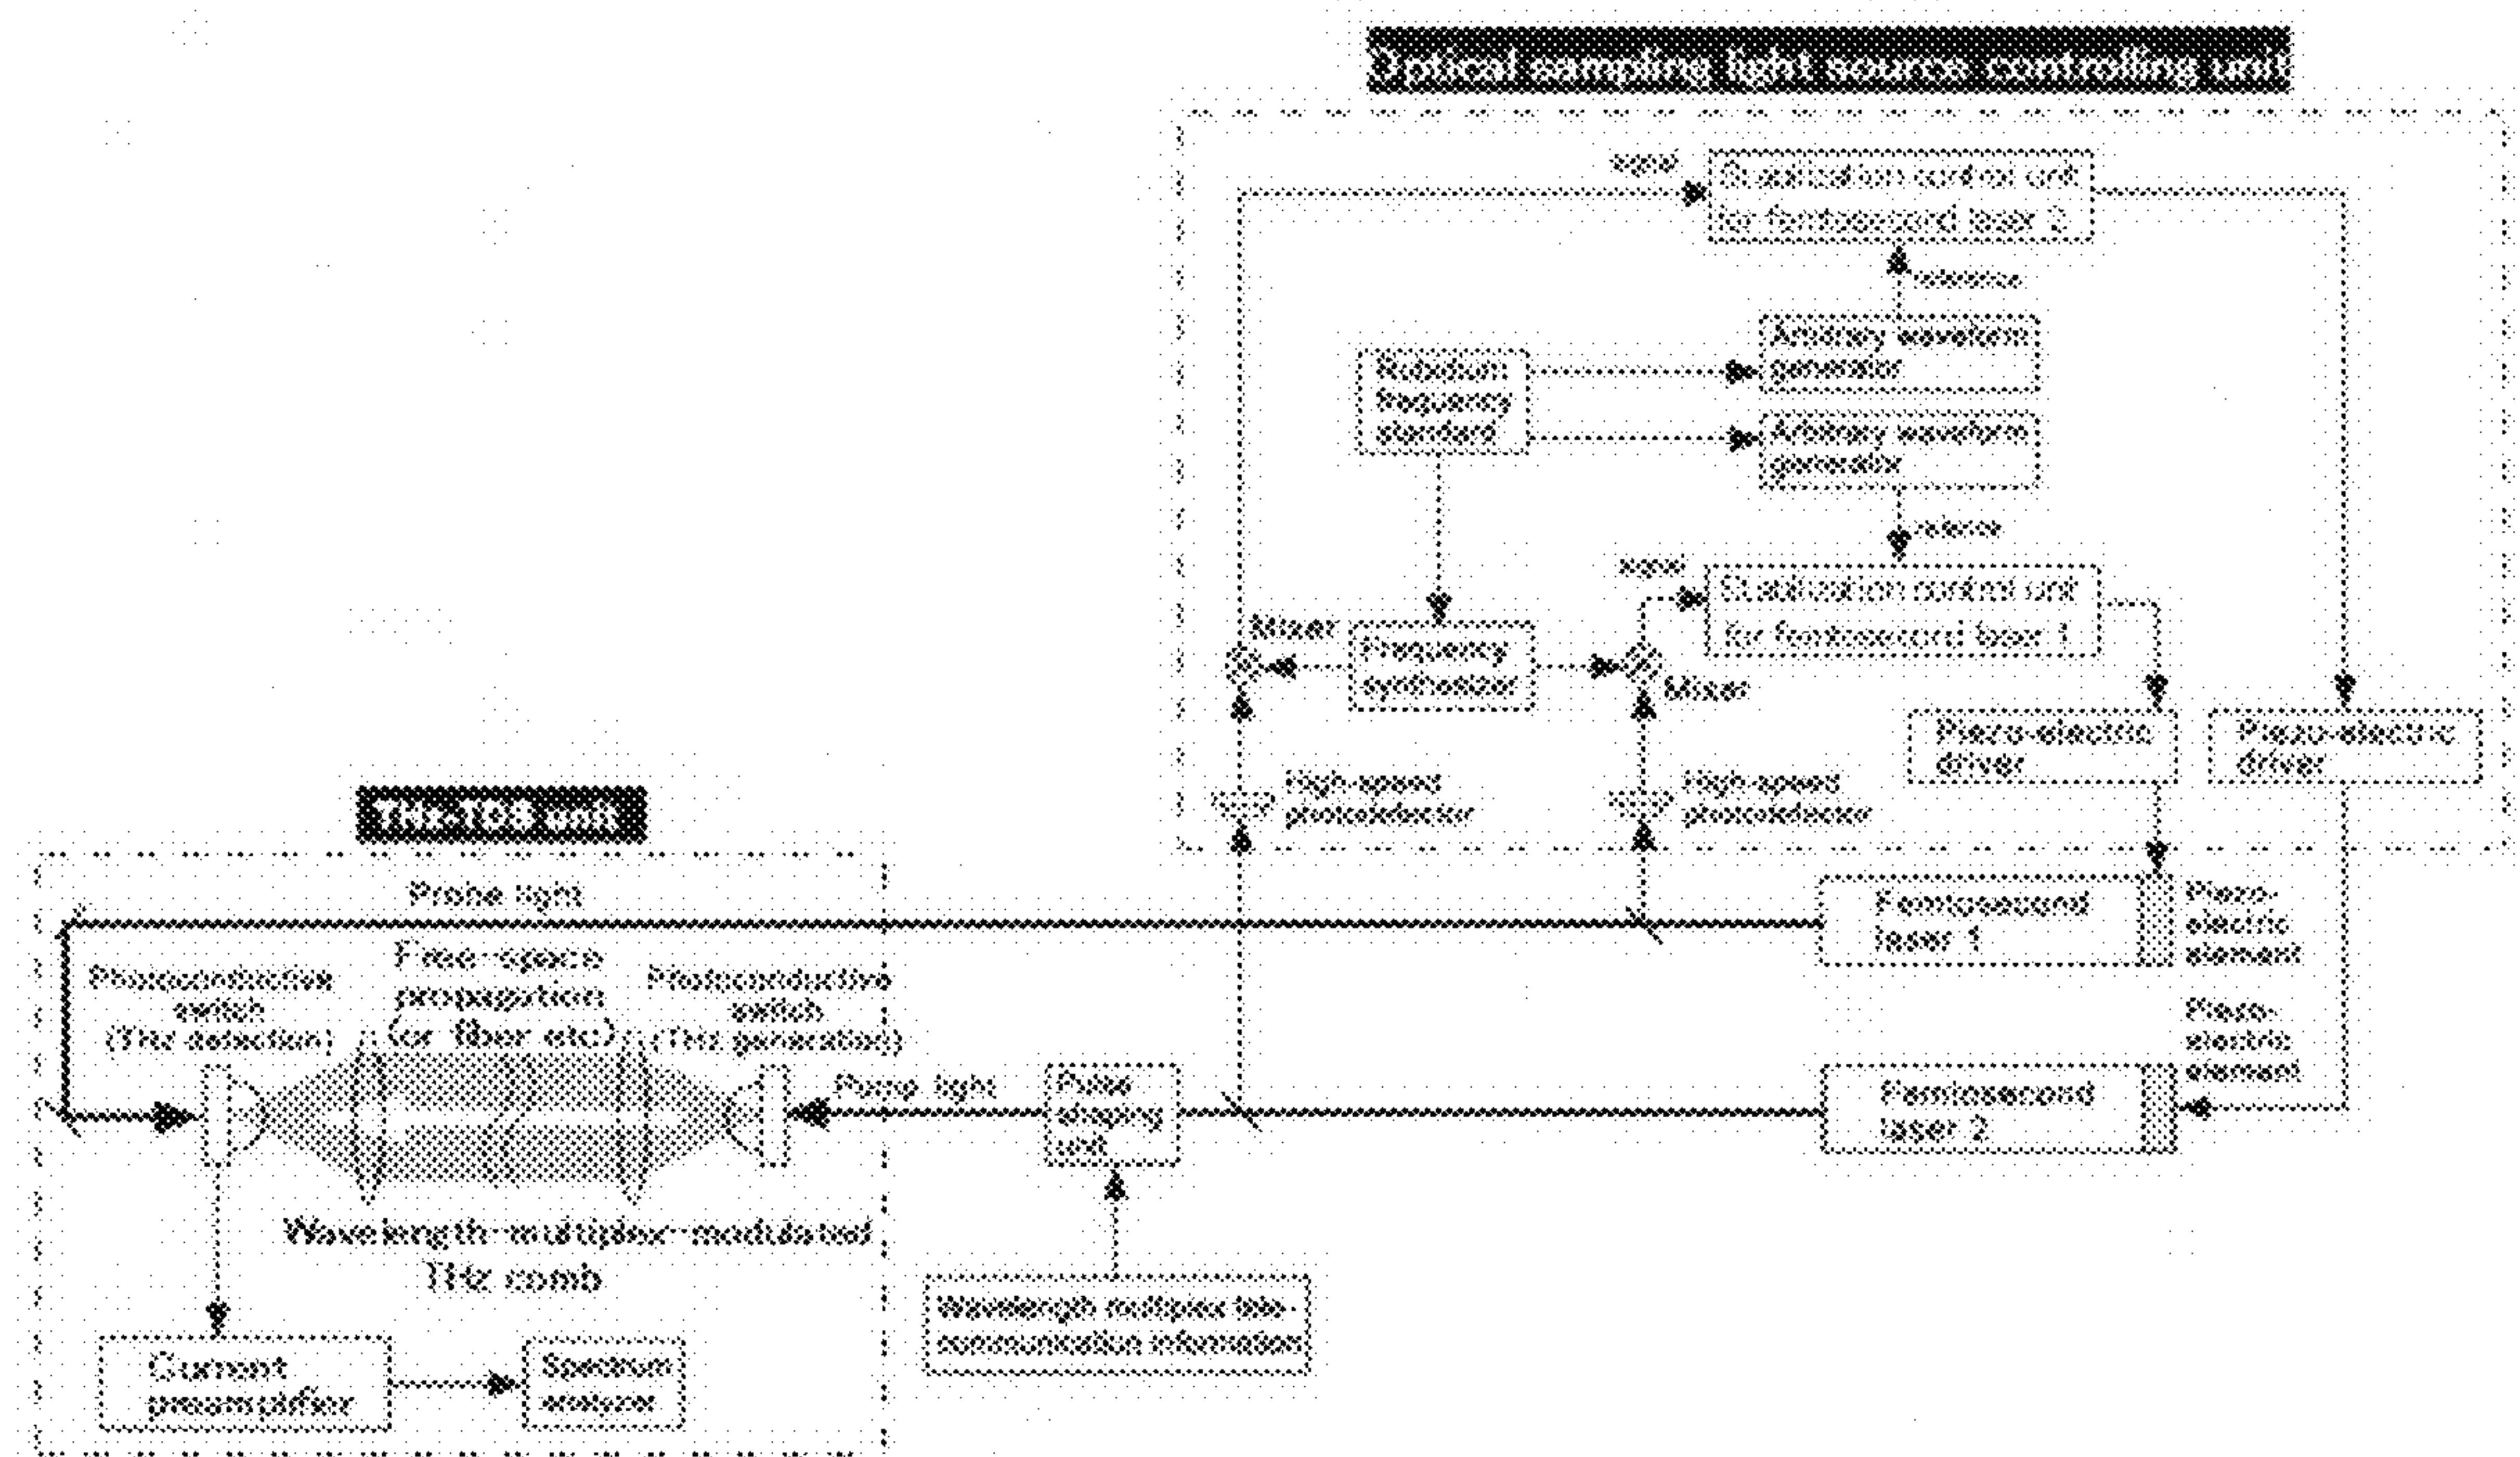 Optical sampling light source controlling unit
signal
Stabilization control unit
for femtosecond laser 2
reference
Arbitrary waveform
generator
Rubidium
frequency
standard
Arbitrary waveform
generator
reference
signal
Stabilization control unit
for femtosecond laser 1
Mixer
Frequency
synthesizer
Mixer
Piezo-electric
driver
Piezo-electric
driver
High-speed
photodetector
High-speed
photodetector
Probe light
Femtosecond
laser 1
Piezo-
electric
element
Photoconductive
switch
(THz detection)
Free-space
propagation
(or fiber etc)
Photoconductive
switch
(THz generation)
Pump light
Pulse
shaping
unit
Femtosecond
laser 2
Piezo-
electric
element
Wavelength-multiplex-modulated
THz comb
Wavelength multiplex
communication information
Current
preamplifier
Spectrum
analyzer